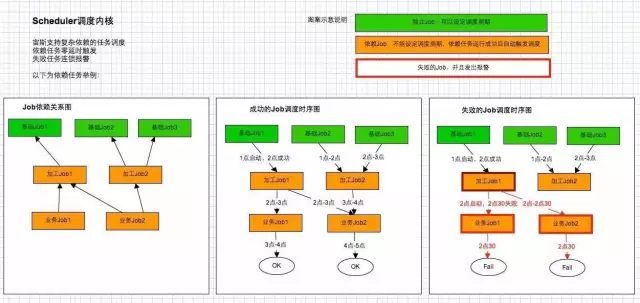 Scheduler调度内核
宙斯支持复杂依赖的任务调度
依赖任务零延时触发
失败任务连锁报警
以下为依赖任务举例：
图案示意说明
独立Job：可以设定调度周期
依赖Job：不能设定调度周期，依赖任务运行成功后自动触发调度
失败的Job，并且发出报警
Job依赖关系图
基础Job1
基础Job2
基础Job3
加工Job1
加工Job2
业务Job1
业务Job2
成功的Job调度时序图
基础Job1
基础Job2
基础Job3
1点启动，2点成功
1点-2点
2点-3点
加工Job1
加工Job2
2点-3点
2点-3点
3点-4点
业务Job1
业务Job2
3点-4点
4点-5点
OK
OK
失败的Job调度时序图
基础Job1
基础Job2
基础Job3
1点启动，2点成功
1点-2点
2点-3点
加工Job1
加工Job2
2点启动，2点30失败
2点-2点30
业务Job1
业务Job2
2点30
2点30
Fail
Fail